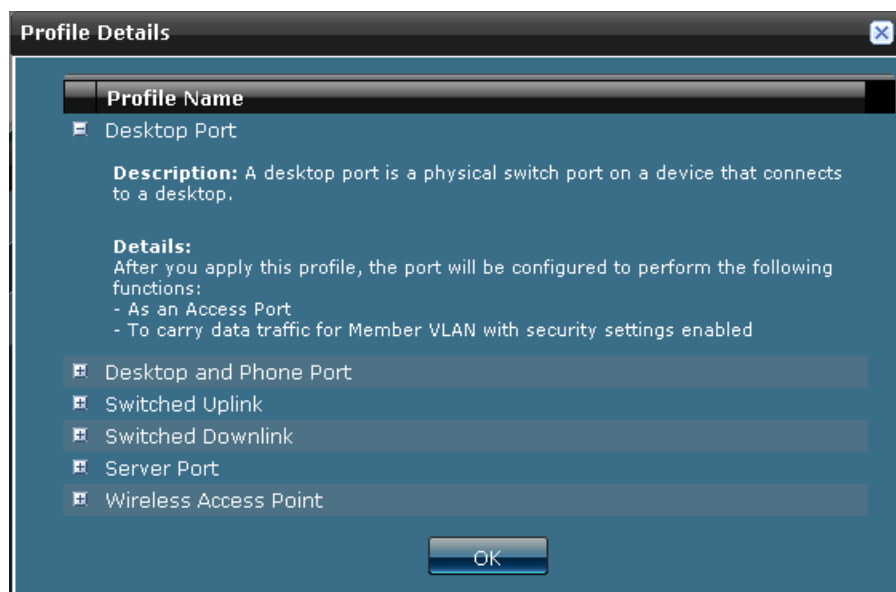 Profile Details
Profile Name
Desktop Port
Description: A desktop port is a physical switch port on a device that connects
to a desktop.
Details:
After you apply this profile, the port will be configured to perform the following
functions:
- As an Access Port
- To carry data traffic for Member VLAN with security settings enabled
Desktop and Phone Port
Switched Uplink
Switched Downlink
Server Port
Wireless Access Point
OK